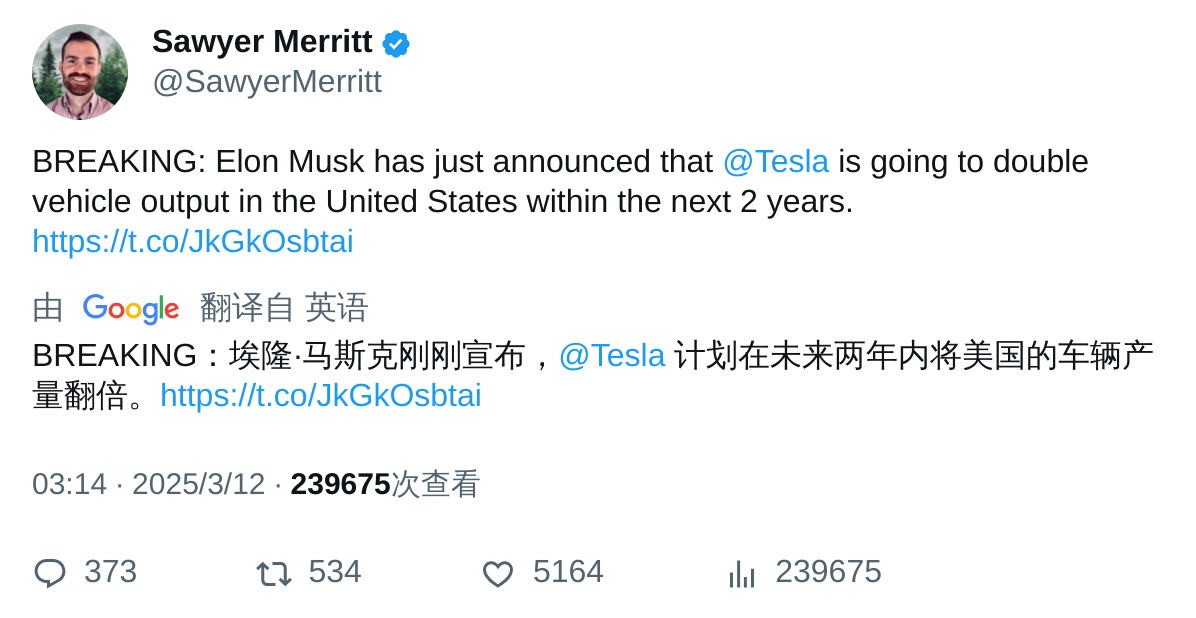 Sawyer Merritt
@SawyerMerritt
BREAKING: Elon Musk has just announced that @Tesla is going to double
vehicle output in the United States within the next 2 years.
https://t.co/JkGkOsbtai
由 Google 翻译自 英语
BREAKING：埃隆·马斯克刚刚宣布，@Tesla 计划在未来两年内将美国的车辆产
量翻倍。https://t.co/JkGkOsbtai
03:14 · 2025/3/12 · 239675次查看
373 534 5164 239675